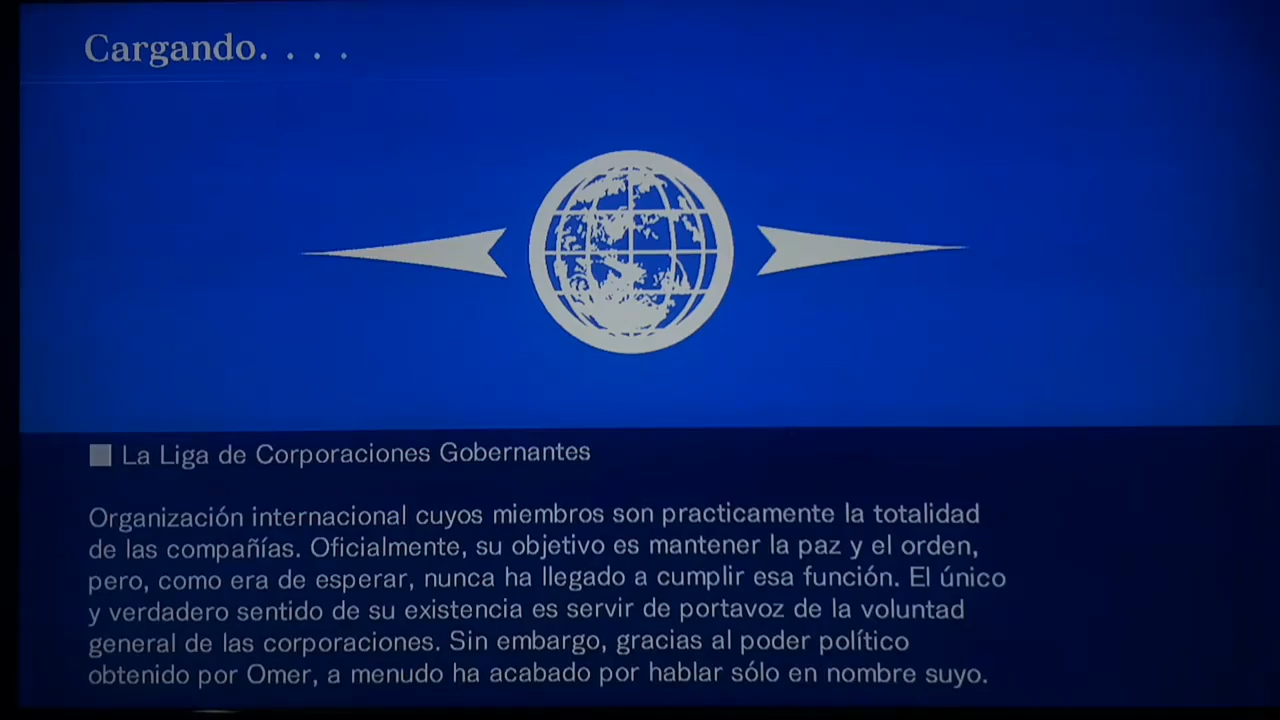 Cargando. . . .
La Liga de Corporaciones Gobernantes
Organización internacional cuyos miembros son practicamente la totalidad
de las compañías. Oficialmente, su objetivo es mantener la paz y el orden,
pero, como era de esperar, nunca ha llegado a cumplir esa función. El único
y verdadero sentido de su existencia es servir de portavoz de la voluntad
general de las corporaciones. Sin embargo, gracias al poder político
obtenido por Omer, a menudo ha acabado por hablar sólo en nombre suyo.